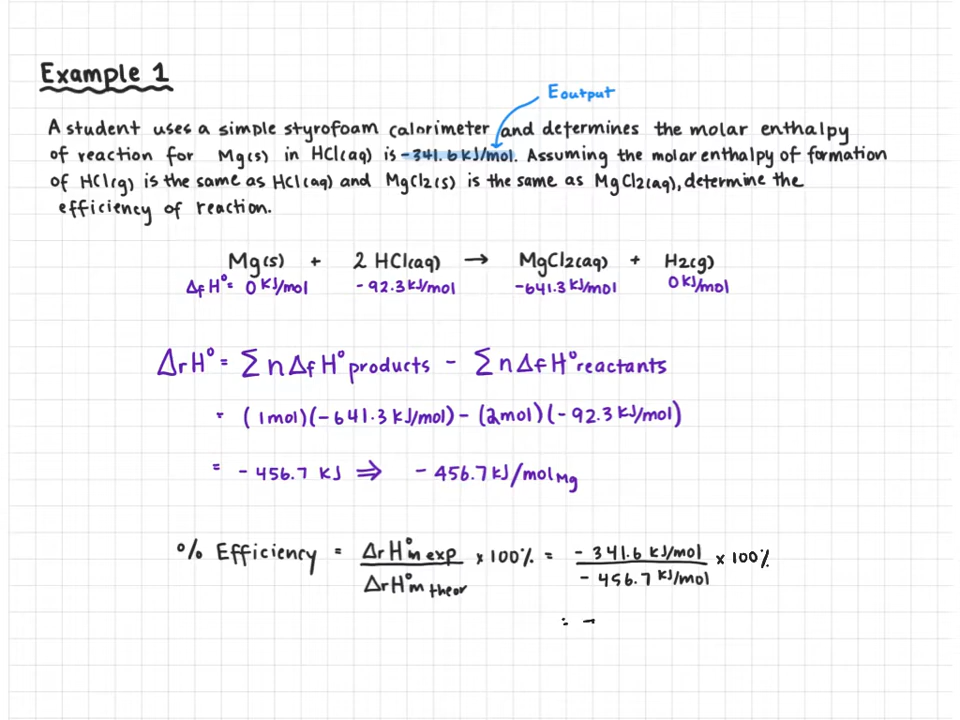 Example 1
Eoutput
A student uses a simple styrofoam calorimeter and determines the molar enthalpy
of reaction for Mg(s) in HCl(aq) is -341.6 kJ/mol. Assuming the molar enthalpy of formation
of HCl(g) is the same as HCl(aq) and MgCl2(s) is the same as MgCl2(aq), determine the
efficiency of reaction.
Mg(s) + 2 HCl(aq) → MgCl2(aq) + H2(g)
ΔfH°= 0 kJ/mol -92.3 kJ/mol -641.3 kJ/mol 0 kJ/mol
ΔrH° = Σ n ΔfH° products - Σ n ΔfH° reactants
= (1mol)(-641.3 kJ/mol) - (2mol)(-92.3 kJ/mol)
= -456.7 kJ ⇒ -456.7 kJ/mol Mg
% Efficiency = ΔrH°m exp / ΔrH°m theor × 100% = -341.6 kJ/mol / -456.7 kJ/mol × 100%
=